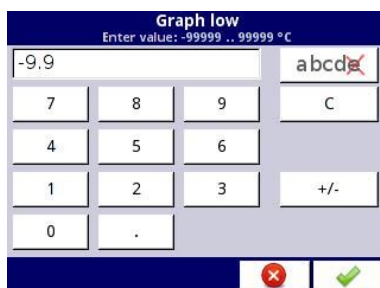 Graph low
Enter value: -99999 .. 99999 °C
-9.9
abcde
7 8 9 C
4 5 6
1 2 3 +/-
0 .